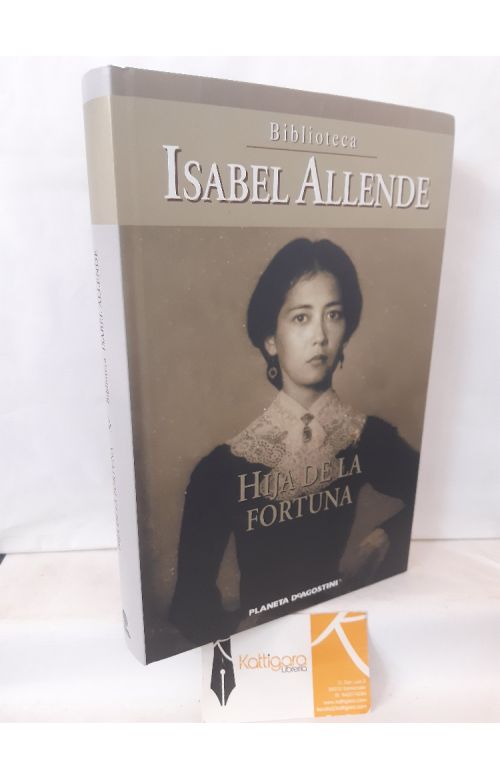 Biblioteca
ISABEL ALLENDE
HIJA DE LA
FORTUNA
PLANETA DEAGOSTINI
Biblioteca ISABEL ALLENDE
Kattigara
Librería